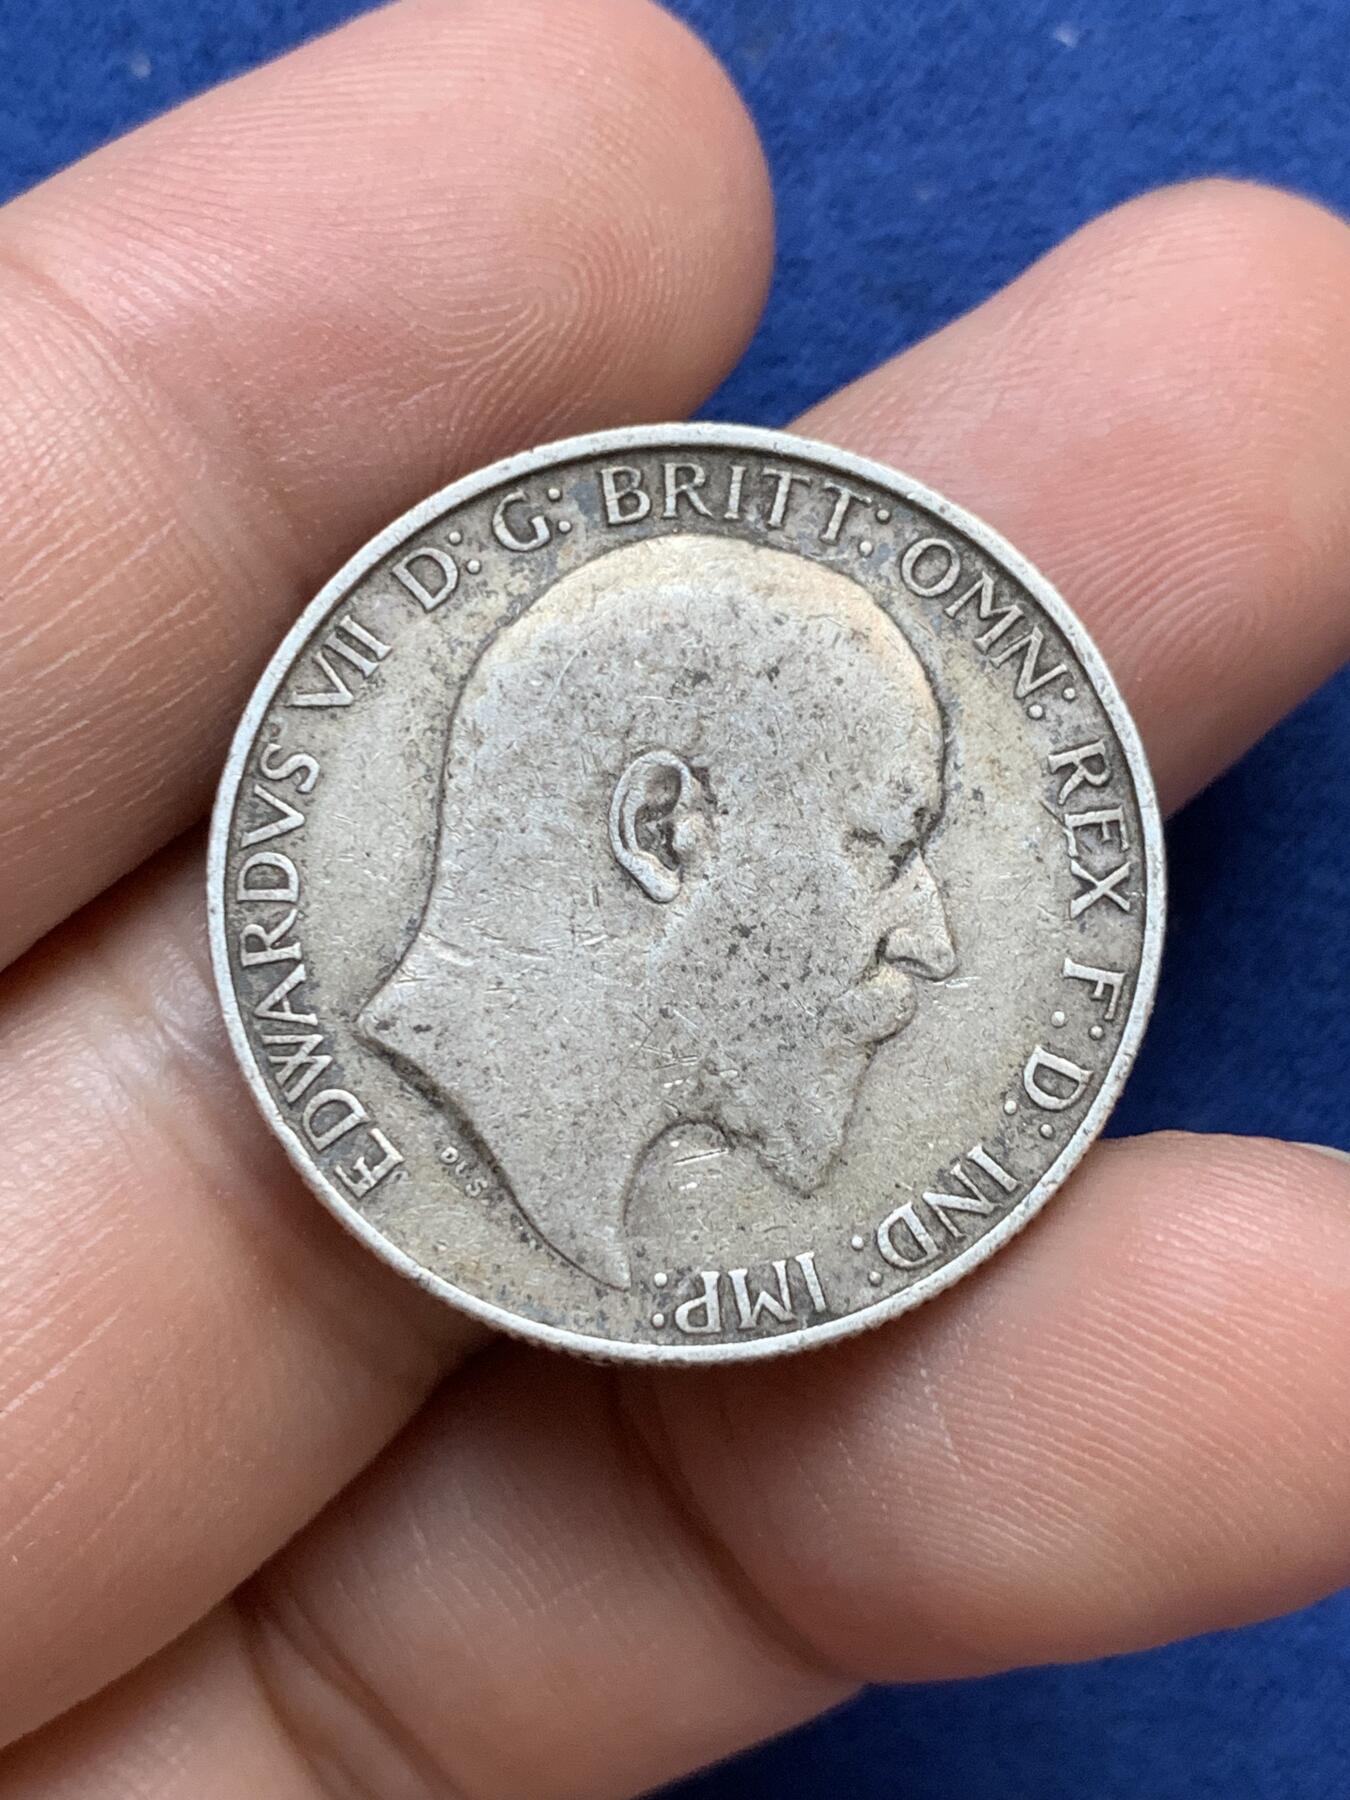 EDWARDVS VII D: G: BRITT: OMN: REX F: D: IND: IMP:
DES